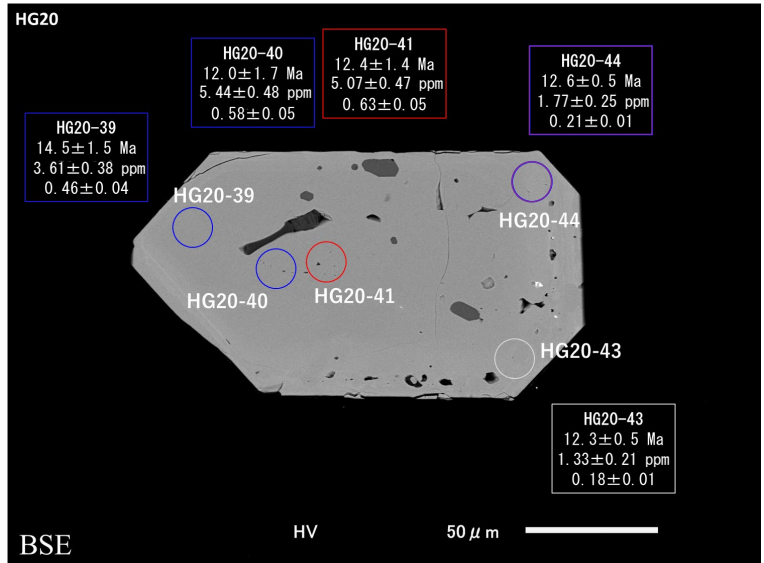 HG20
HG20-40
12.0±1.7 Ma
5.44±0.48 ppm
0.58±0.05
HG20-41
12.4±1.4 Ma
5.07±0.47 ppm
0.63±0.05
HG20-44
12.6±0.5 Ma
1.77±0.25 ppm
0.21±0.01
HG20-39
14.5±1.5 Ma
3.61±0.38 ppm
0.46±0.04
HG20-39
HG20-44
HG20-40
HG20-41
HG20-43
HG20-43
12.3±0.5 Ma
1.33±0.21 ppm
0.18±0.01
BSE
HV
50μm